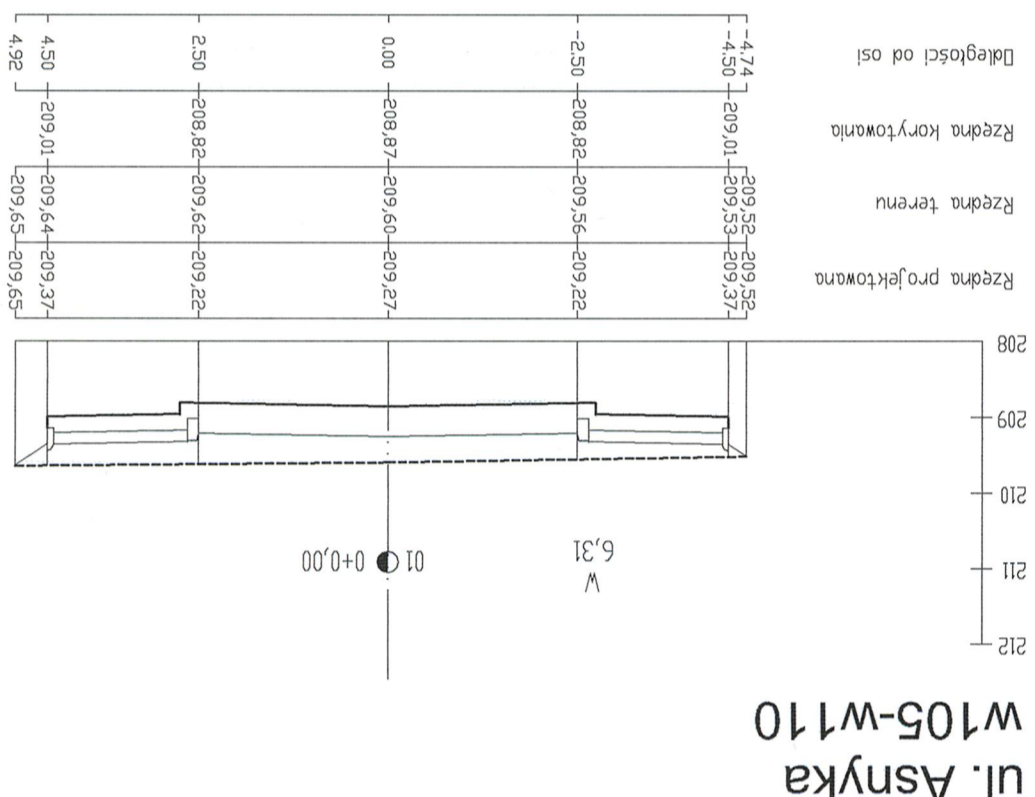 ul. Asnyka
w105-w110
212
211
210
209
208
W
6,31
01 0+0,00
Rzędna projektowana 209,52 209,37 209,22 209,27 209,22 209,37 209,65
Rzędna terenu 209,52 209,53 209,56 209,60 209,62 209,64 209,65
Rzędna korytowania 209,01 208,82 208,87 208,82 209,01
Odległości od osi -4.74 -4.50 -2.50 0.00 2.50 4.50 4.92